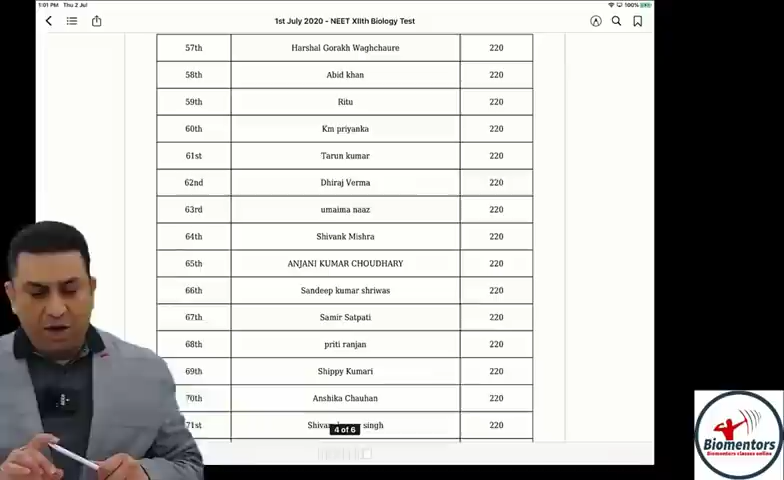 1:01 PM Thu 2 Jul
100%
1st July 2020 - NEET XIIth Biology Test
57th Harshal Gorakh Waghchaure 220
58th Abid khan 220
59th Ritu 220
60th Km priyanka 220
61st Tarun kumar 220
62nd Dhiraj Verma 220
63rd umaima naaz 220
64th Shivank Mishra 220
65th ANJANI KUMAR CHOUDHARY 220
66th Sandeep kumar shriwas 220
67th Samir Satpati 220
68th priti ranjan 220
69th Shippy Kumari 220
70th Anshika Chauhan 220
71st singh 220
4 of 6
Biomentors
Biomentors classes online